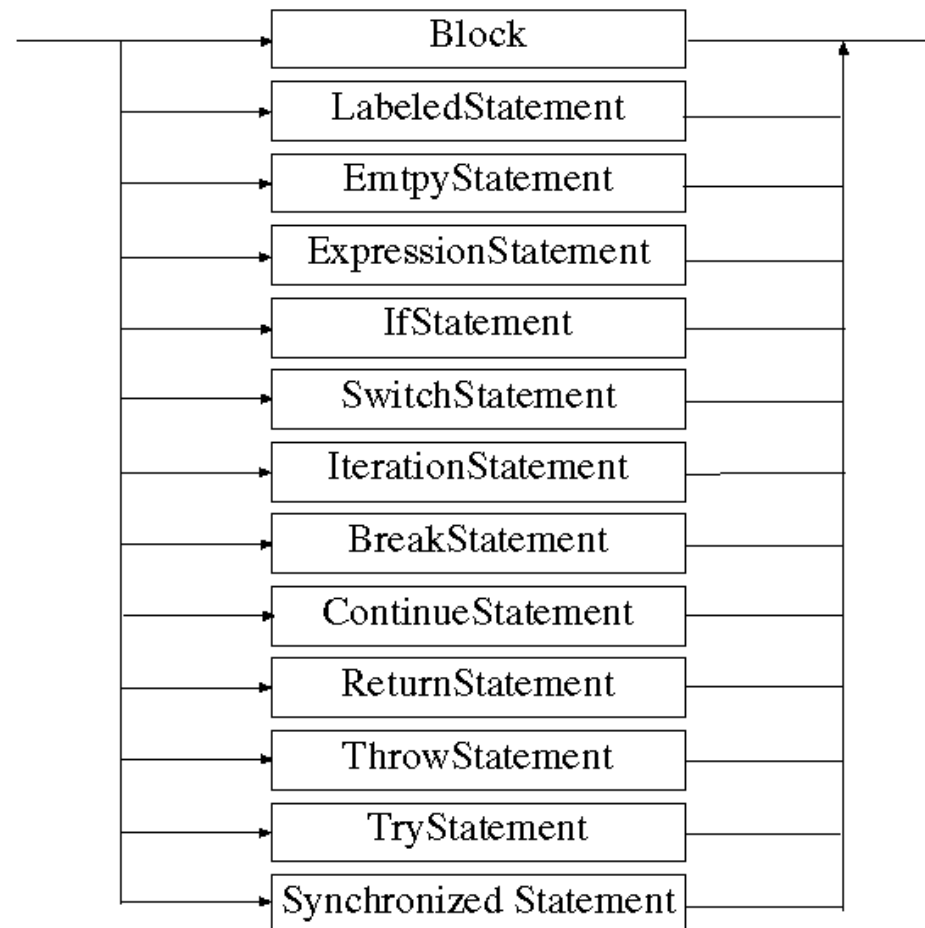 Block
LabeledStatement
EmtpyStatement
ExpressionStatement
IfStatement
SwitchStatement
IterationStatement
BreakStatement
ContinueStatement
ReturnStatement
ThrowStatement
TryStatement
Synchronized Statement